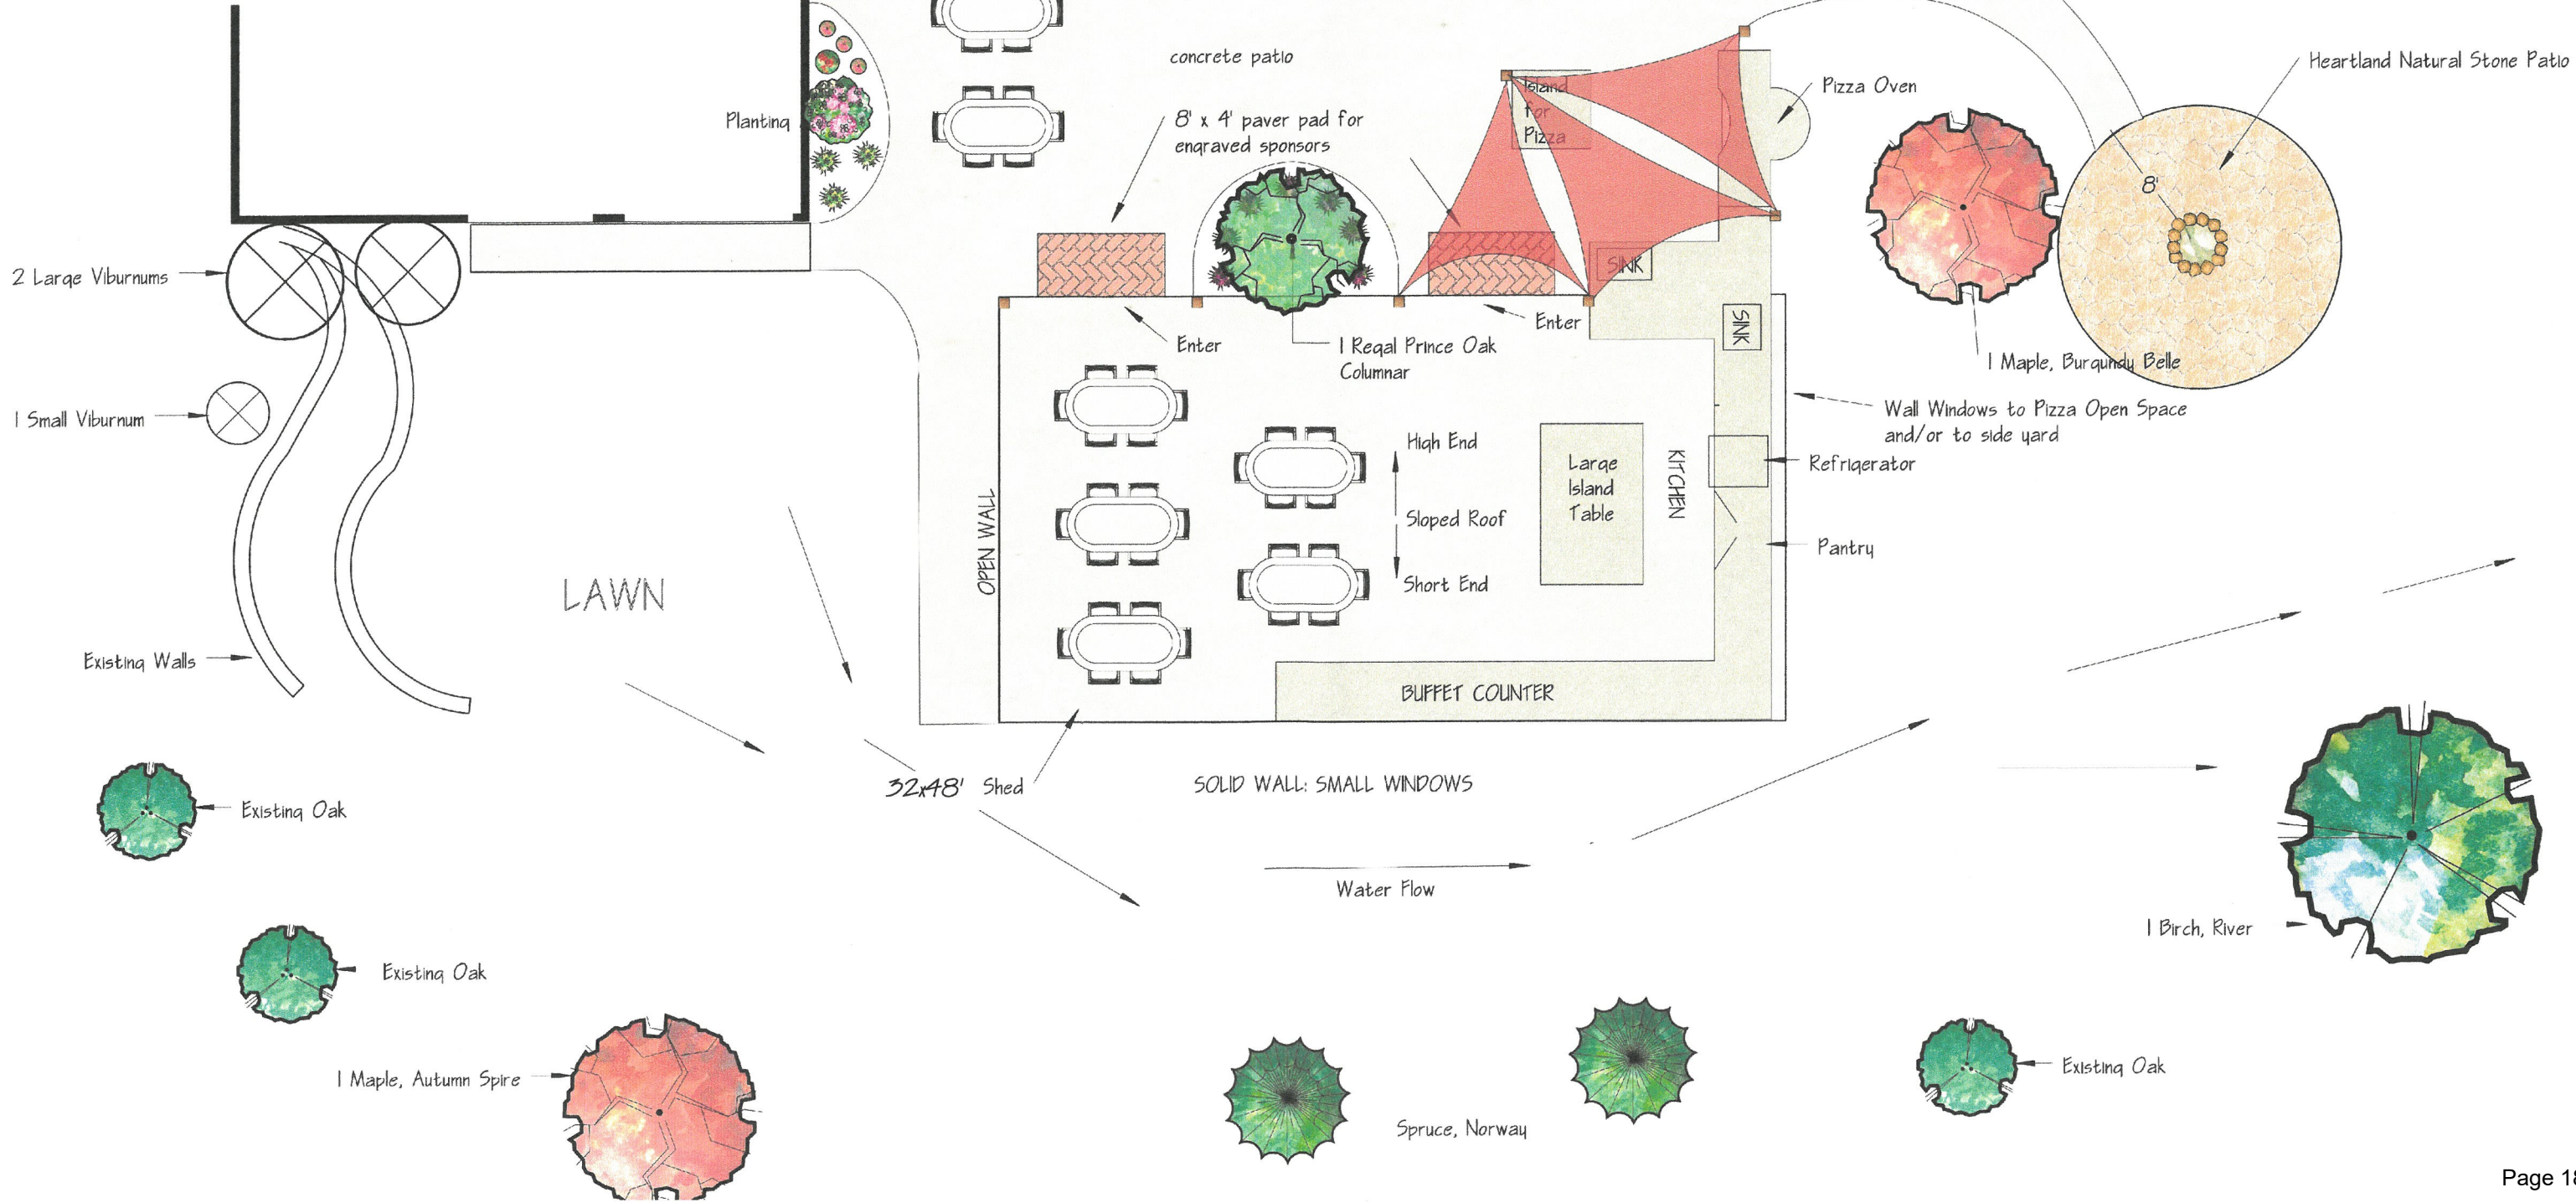 concrete patio
Heartland Natural Stone Patio
Island
for
Pizza
Pizza Oven
Planting
8' x 4' paver pad for
engraved sponsors
8'
2 Large Viburnums
SINK
SINK
Enter
Enter
1 Regal Prince Oak
Columnar
1 Maple, Burgundy Belle
1 Small Viburnum
Wall Windows to Pizza Open Space
and/or to side yard
High End
Refrigerator
Large
Island
Table
KITCHEN
OPEN WALL
Sloped Roof
Pantry
Short End
LAWN
Existing Walls
BUFFET COUNTER
32x48' Shed
SOLID WALL: SMALL WINDOWS
Existing Oak
Water Flow
1 Birch, River
Existing Oak
1 Maple, Autumn Spire
Existing Oak
Spruce, Norway
Page 18